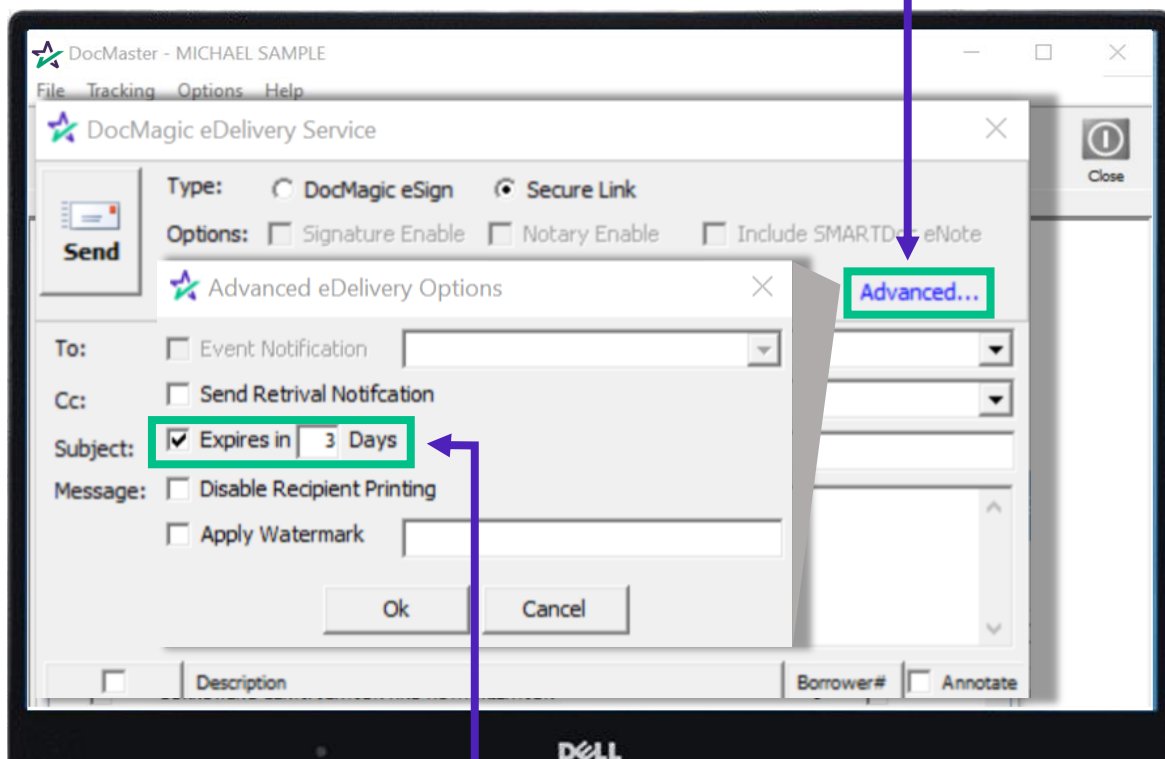 DocMaster - MICHAEL SAMPLE
File Tracking Options Help
DocMagic eDelivery Service
Close
Type: DocMagic eSign Secure Link
Send
Options: Signature Enable Notary Enable Include SMARTDoc eNote
Advanced eDelivery Options
Advanced...
To: Event Notification
Cc: Send Retrival Notifcation
Subject: Expires in 3 Days
Message: Disable Recipient Printing
Apply Watermark
Ok Cancel
Description Borrower# Annotate
DELL